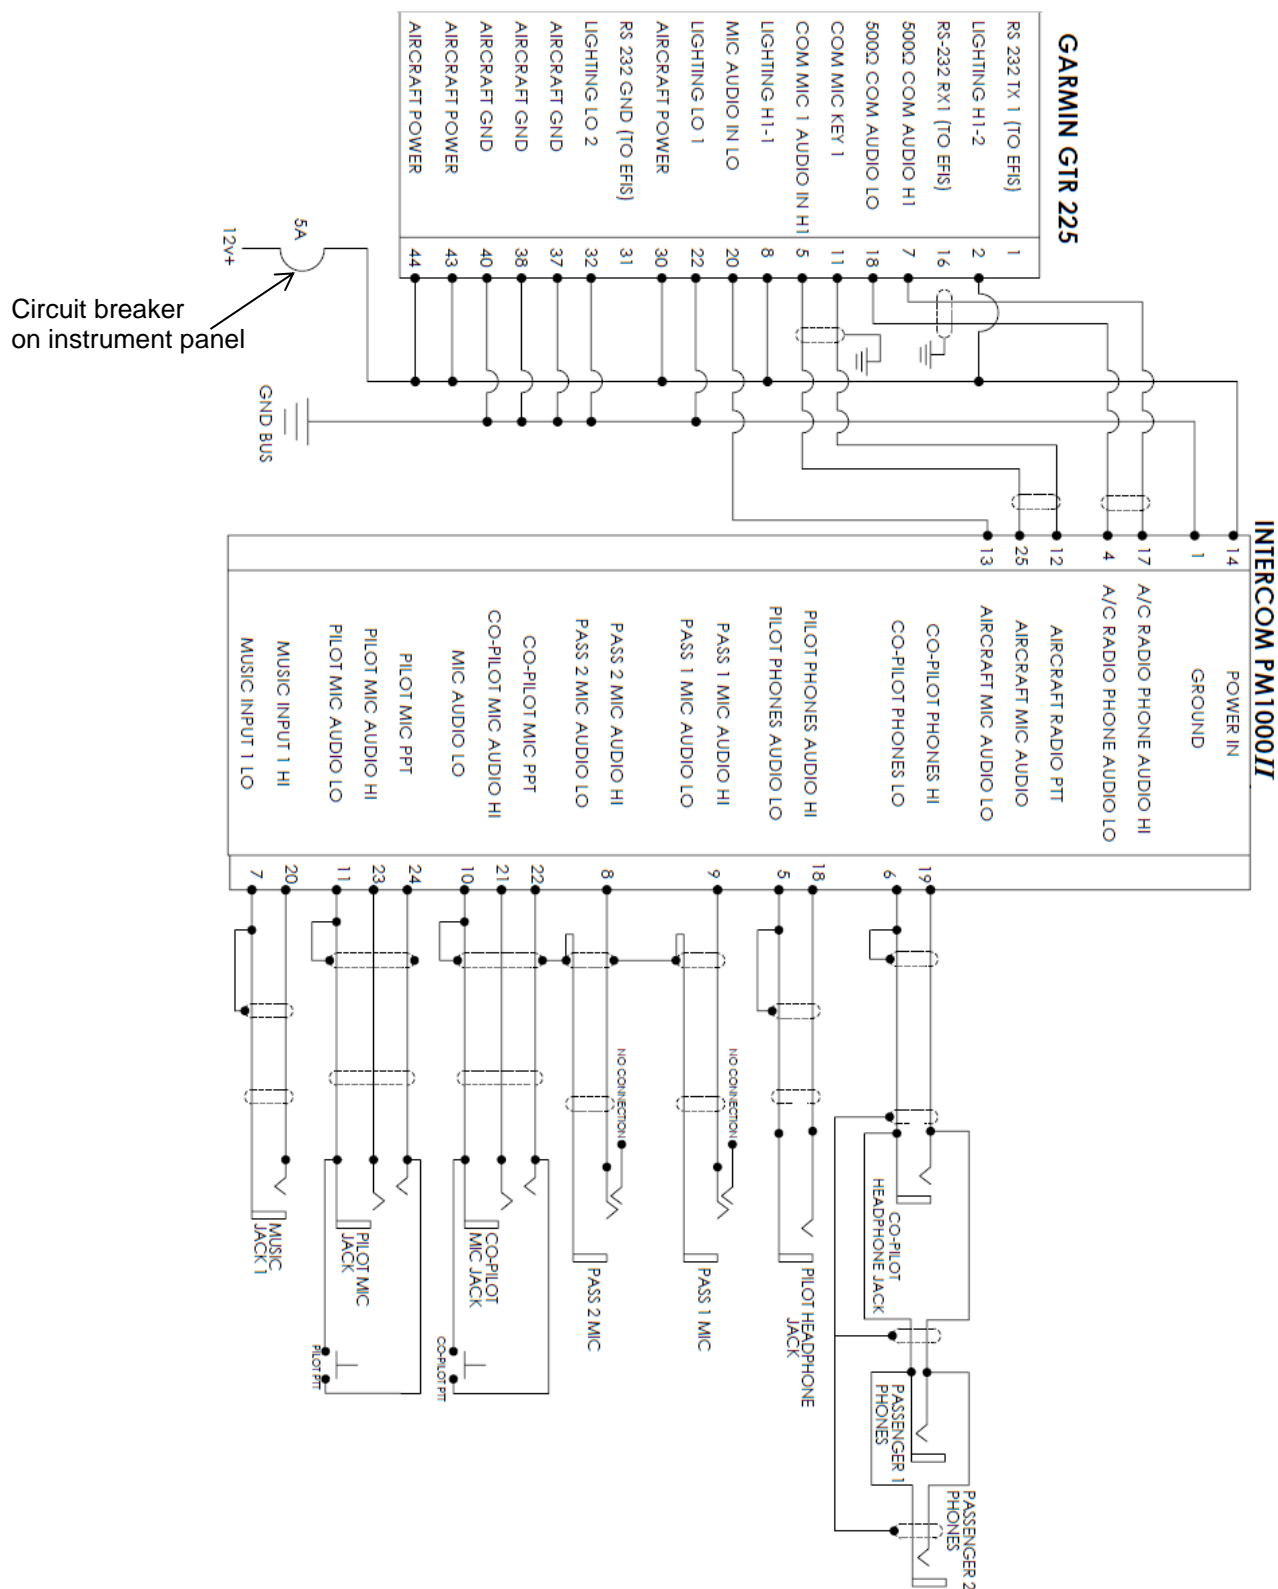 GARMIN GTR 225
RS 232 TX 1 (TO EFIS)
LIGHTING H1-2
RS-232 RX1 (TO EFIS)
500Ω COM AUDIO H1
500Ω COM AUDIO LO
COM MIC KEY 1
COM MIC 1 AUDIO IN H1
LIGHTING H1-1
MIC AUDIO IN LO
LIGHTING LO 1
AIRCRAFT POWER
RS 232 GND (TO EFIS)
LIGHTING LO 2
AIRCRAFT GND
AIRCRAFT GND
AIRCRAFT GND
AIRCRAFT POWER
AIRCRAFT POWER
1
2
16
7
18
11
5
8
20
22
30
31
32
37
38
40
43
44
5A
12v+
Circuit breaker
on instrument panel
GND BUS
INTERCOM PM1000II
14
1
17
4
12
25
13
POWER IN
GROUND
A/C RADIO PHONE AUDIO HI
A/C RADIO PHONE AUDIO LO
AIRCRAFT RADIO PTT
AIRCRAFT MIC AUDIO
AIRCRAFT MIC AUDIO LO
CO-PILOT PHONES HI
CO-PILOT PHONES LO
PILOT PHONES AUDIO HI
PILOT PHONES AUDIO LO
PASS 1 MIC AUDIO HI
PASS 1 MIC AUDIO LO
PASS 2 MIC AUDIO HI
PASS 2 MIC AUDIO LO
CO-PILOT MIC PPT
CO-PILOT MIC AUDIO HI
MIC AUDIO LO
PILOT MIC PPT
PILOT MIC AUDIO HI
PILOT MIC AUDIO LO
MUSIC INPUT 1 HI
MUSIC INPUT 1 LO
19
6
18
5
9
8
22
21
10
24
23
11
20
7
NO CONNECTION
NO CONNECTION
CO-PILOT
HEADPHONE JACK
PASSENGER 1
PHONES
PASSENGER 2
PHONES
PILOT HEADPHONE
JACK
PASS 1 MIC
PASS 2 MIC
CO-PILOT
MIC JACK
CO-PILOT PTT
PILOT MIC
JACK
PILOT PTT
MUSIC
JACK 1